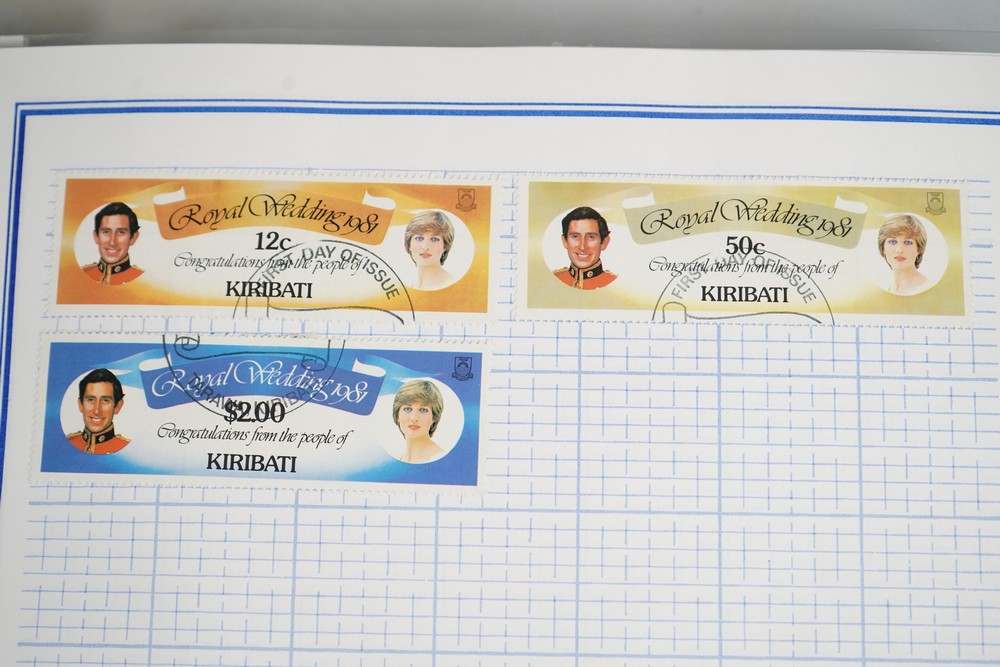 Royal Wedding 1981
12c
Congratulations from the people of
KIRIBATI
FIRST DAY OF ISSUE
Royal Wedding 1981
50c
Congratulations from the people of
KIRIBATI
FIRST DAY OF ISSUE
Royal Wedding 1981
$2.00
Congratulations from the people of
KIRIBATI
TARAWA KIRIBATI